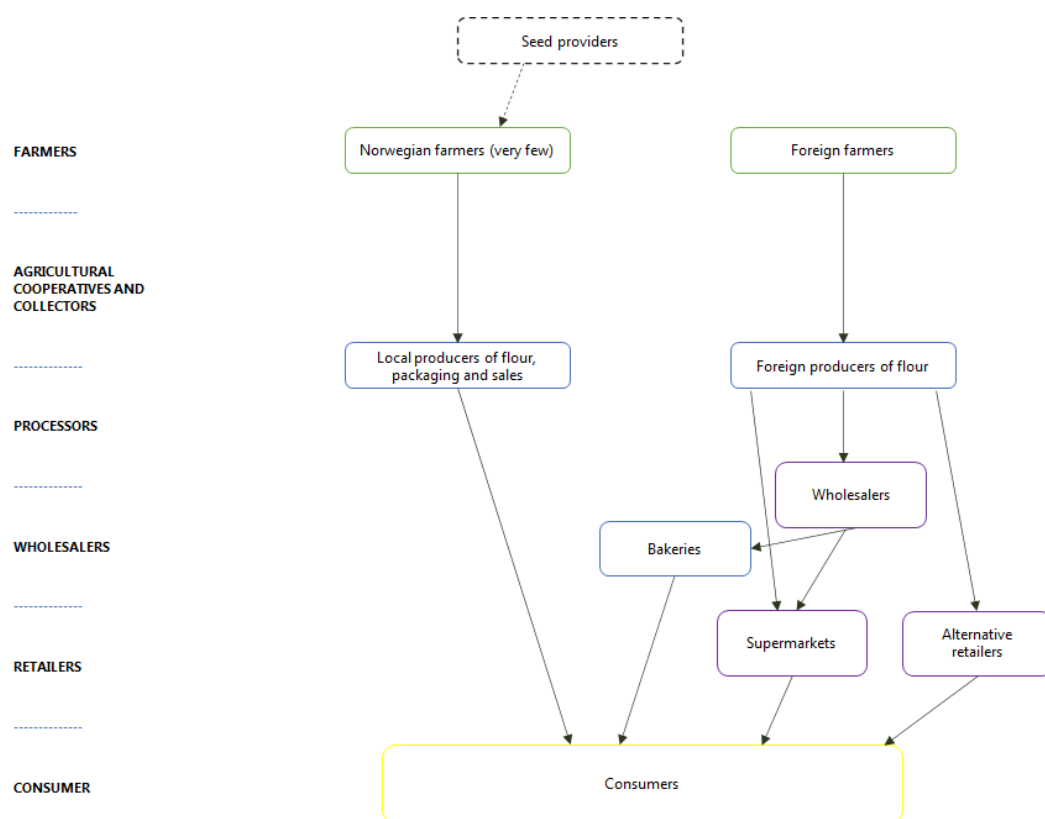 Seed providers
FARMERS
Norwegian farmers (very few)
Foreign farmers
-------------
AGRICULTURAL
COOPERATIVES AND
COLLECTORS
--------------
Local producers of flour,
packaging and sales
Foreign producers of flour
PROCESSORS
--------------
Wholesalers
WHOLESALERS
Bakeries
--------------
RETAILERS
Supermarkets
Alternative
retailers
--------------
CONSUMER
Consumers